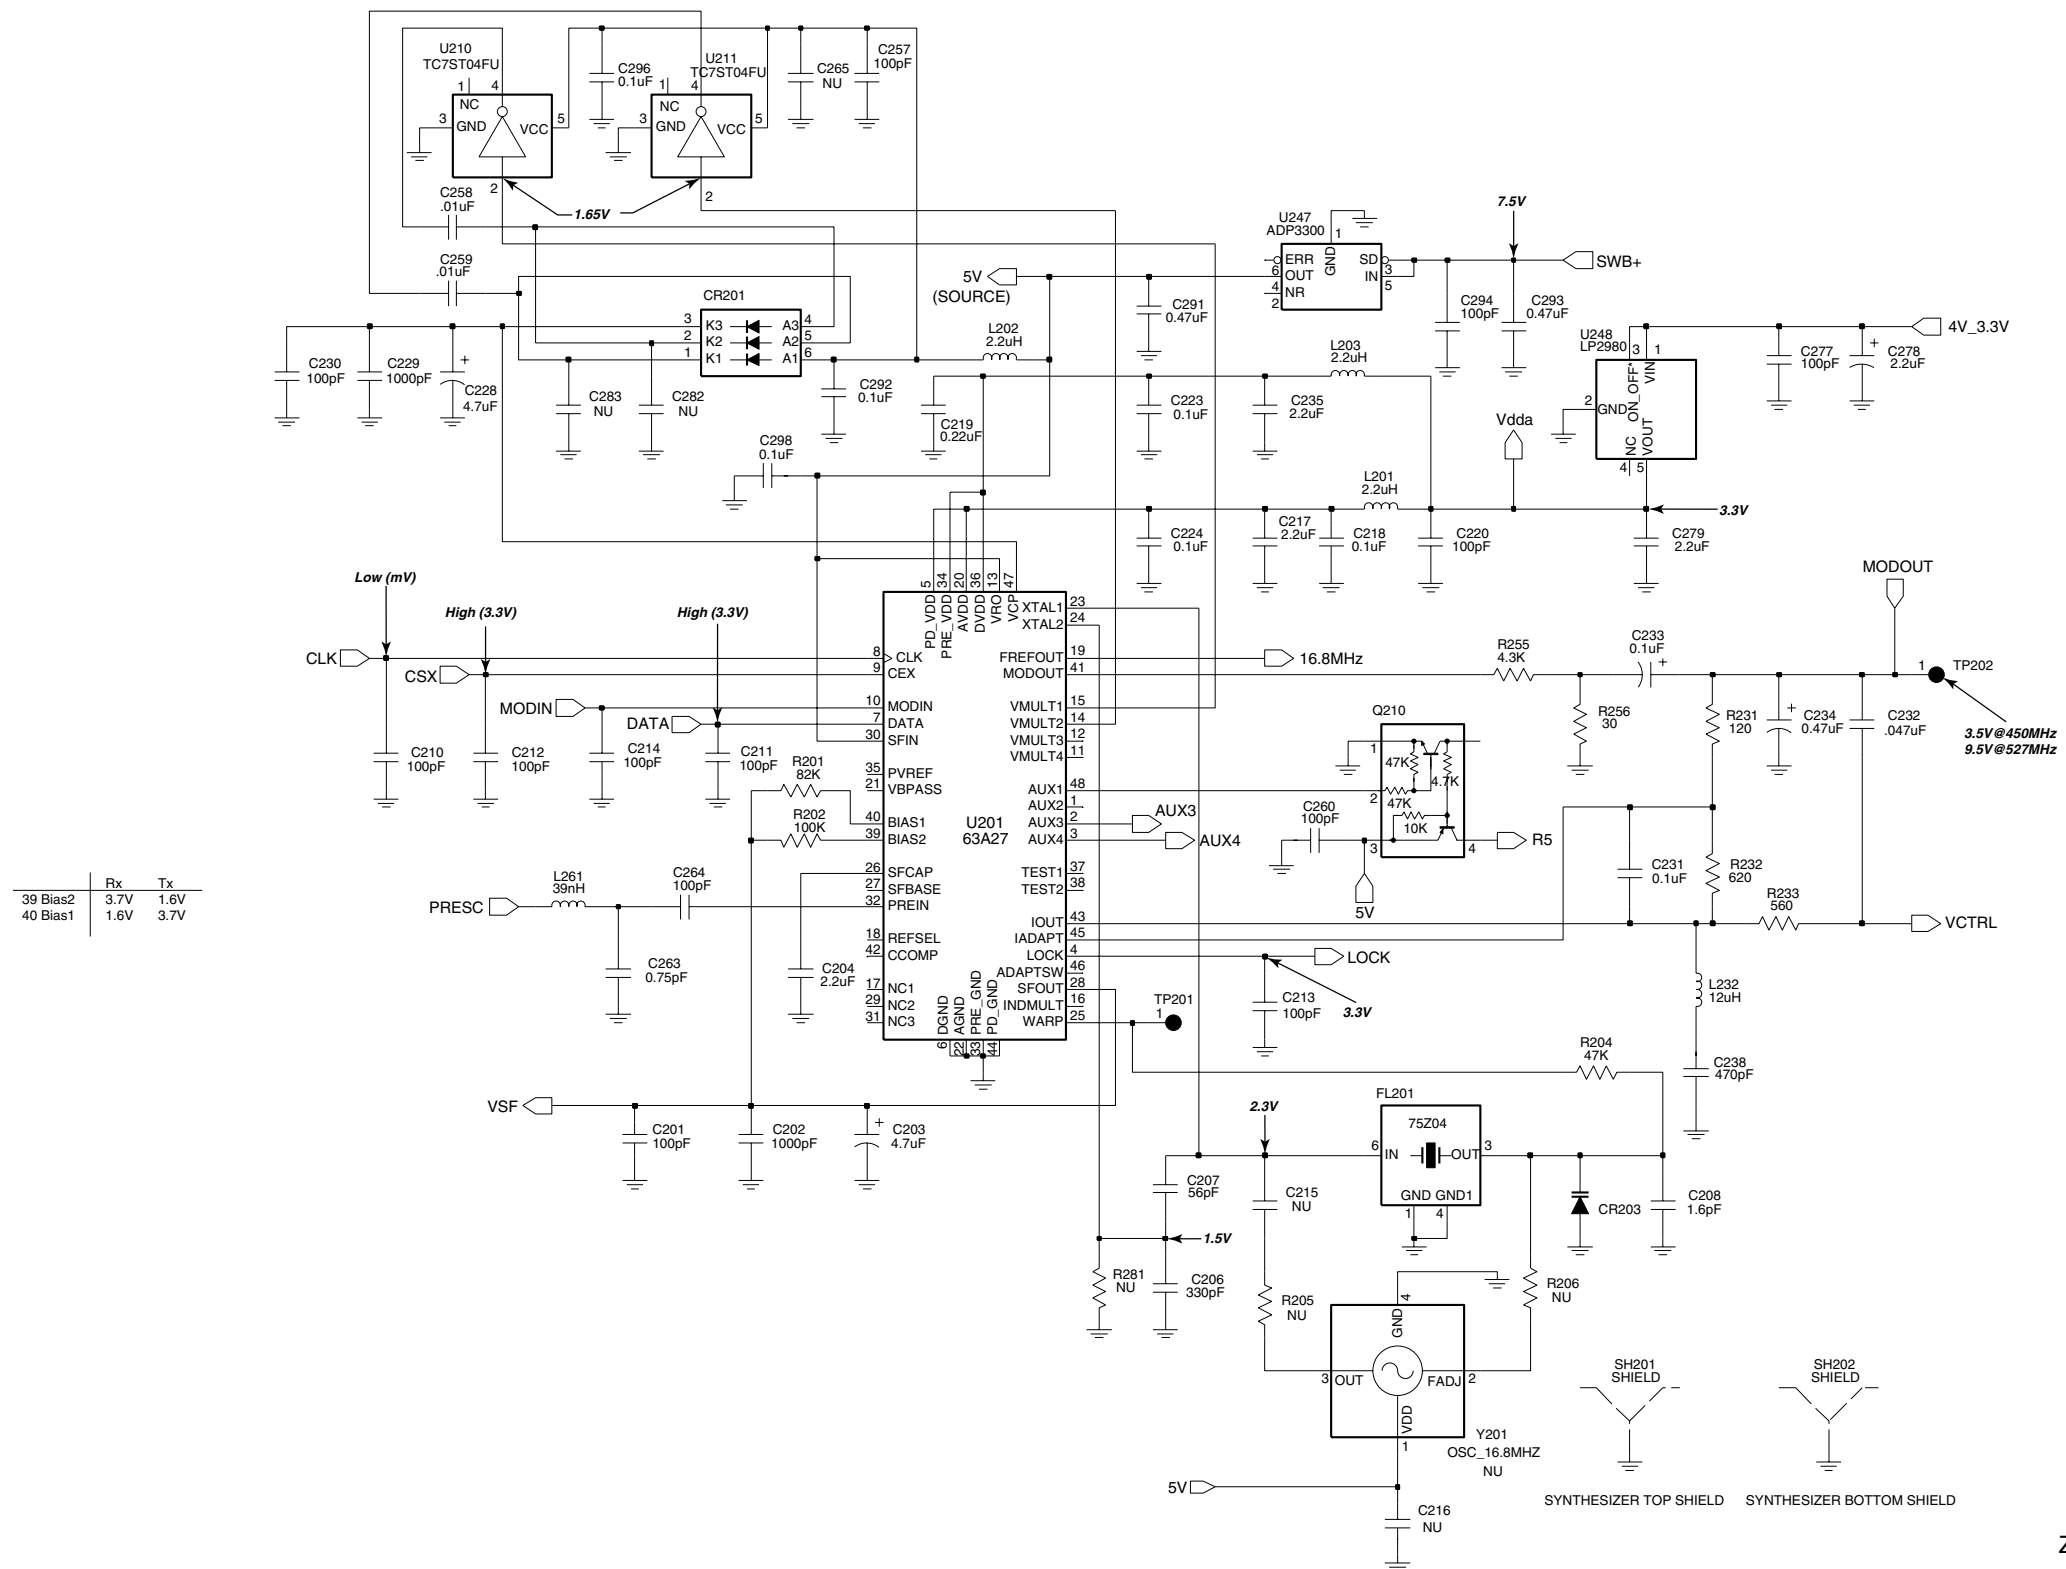 U210
TC7ST04FU
1
4
NC
3
GND
VCC
5
2
C296
0.1uF
U211
TC7ST04FU
1
4
NC
3
GND
VCC
5
2
C265
NU
C257
100pF
1.65V
C258
.01uF
C259
.01uF
CR201
3 K3 A3 4
2 K2 A2 5
1 K1 A1 6
C230
100pF
C229
1000pF
+
C228
4.7uF
C283
NU
C282
NU
C292
0.1uF
C298
0.1uF
5V
(SOURCE)
L202
2.2uH
C219
0.22uF
C291
0.47uF
U247
ADP3300
1
GND
ERR
6 OUT
4 NR
2
SD
3
IN
5
7.5V
SWB+
C294
100pF
C293
0.47uF
L203
2.2uH
C223
0.1uF
C235
2.2uF
U248
LP2980
3 1
ON_OFF*
VIN
2
GND
NC
VOUT
4 5
4V_3.3V
C277
100pF
+
C278
2.2uF
Vdda
L201
2.2uH
3.3V
C224
0.1uF
C217
2.2uF
C218
0.1uF
C220
100pF
C279
2.2uF
Low (mV)
High (3.3V)
High (3.3V)
CLK
CSX
MODIN
DATA
C210
100pF
C212
100pF
C214
100pF
C211
100pF
R201
82K
R202
100K
5 34 20 36 13 47
PD_VDD
PRE_VDD
AVDD
DVDD
VRO
VCP
8 CLK
9 CEX
10 MODIN
7 DATA
30 SFIN
35 PVREF
21 VBPASS
40 BIAS1
39 BIAS2
26 SFCAP
27 SFBASE
32 PREIN
18 REFSEL
42 CCOMP
17 NC1
29 NC2
31 NC3
U201
63A27
XTAL1 23
XTAL2 24
FREFOUT 19
MODOUT 41
VMULT1 15
VMULT2 14
VMULT3 12
VMULT4 11
AUX1 48
AUX2 1
AUX3 2
AUX4 3
TEST1 37
TEST2 38
IOUT 43
IADAPT 45
LOCK 4
ADAPTSW 46
SFOUT 28
INDMULT 16
WARP 25
DGND
AGND
PRE_GND
PD_GND
6 22 33 44
16.8MHz
AUX3
AUX4
R255
4.3K
C233
0.1uF
+
R256
30
MODOUT
1
TP202
3.5V@450MHz
9.5V@527MHz
R231
120
+
C234
0.47uF
C232
.047uF
Q210
1
47K
4.7K
2
47K
10K
3
4
C260
100pF
5V
R5
C231
0.1uF
R232
620
R233
560
VCTRL
LOCK
C213
100pF
3.3V
TP201
1
L232
12uH
C238
470pF
R204
47K
Rx Tx
39 Bias2 3.7V 1.6V
40 Bias1 1.6V 3.7V
PRESC
L261
39nH
C264
100pF
C263
0.75pF
C204
2.2uF
VSF
C201
100pF
C202
1000pF
+
C203
4.7uF
2.3V
C207
56pF
C215
NU
1.5V
R281
NU
C206
330pF
R205
NU
FL201
75Z04
6 IN
OUT 3
GND GND1
1 4
CR203
C208
1.6pF
R206
NU
4
GND
3 OUT
FADJ 2
VDD
1
Y201
OSC_16.8MHZ
NU
5V
C216
NU
SH201
SHIELD
SH202
SHIELD
SYNTHESIZER TOP SHIELD
SYNTHESIZER BOTTOM SHIELD